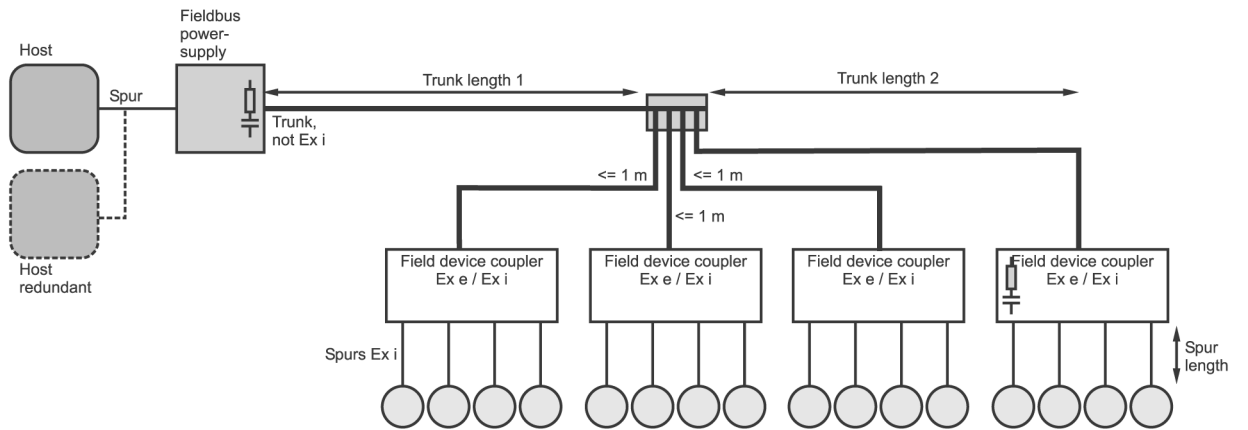 Host
Fieldbus
power-
supply
Spur
Trunk length 1
Trunk length 2
Trunk,
not Ex i
Host
redundant
<= 1 m
<= 1 m
<= 1 m
Field device coupler
Ex e / Ex i
Field device coupler
Ex e / Ex i
Field device coupler
Ex e / Ex i
Field device coupler
Ex e / Ex i
Spurs Ex i
Spur
length